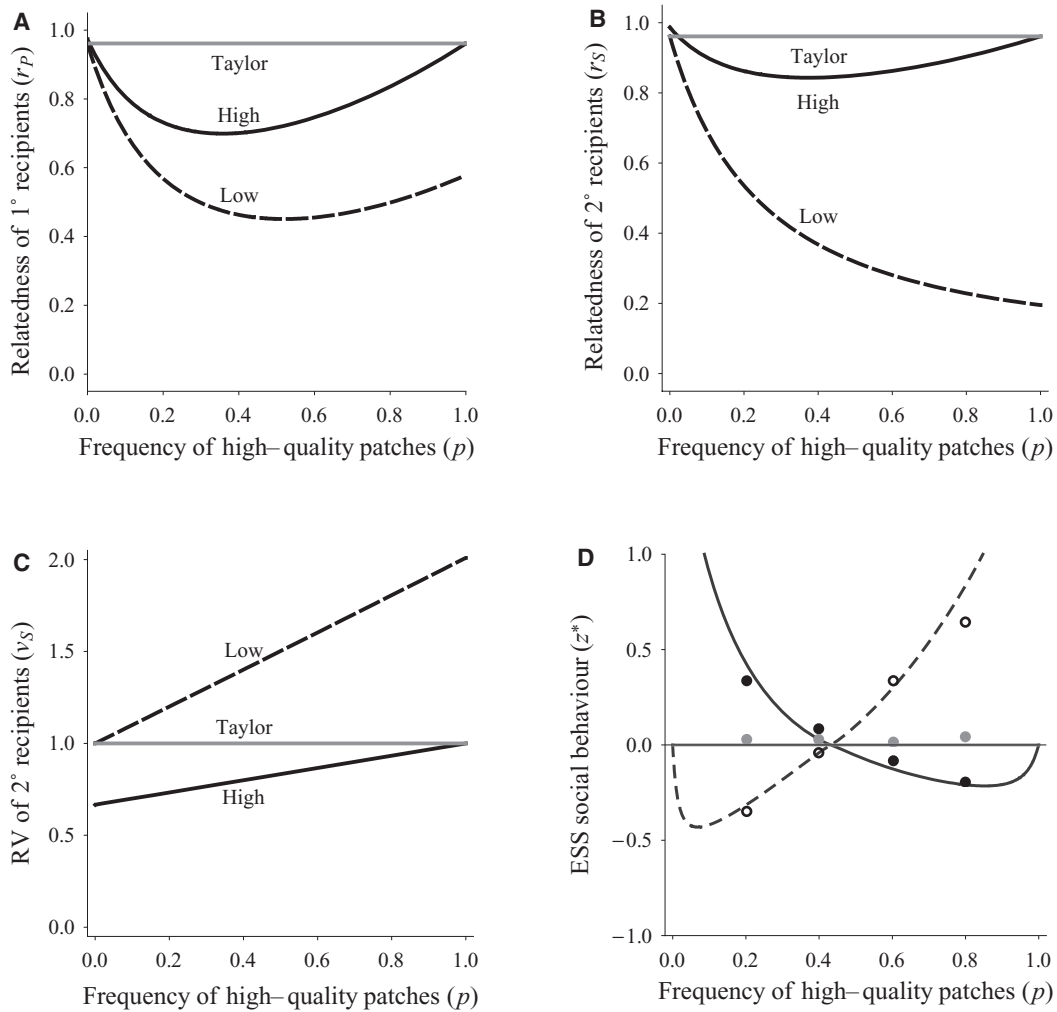 A
Relatedness of 1° recipients (rP)
1.0
0.8
0.6
0.4
0.2
0.0
Taylor
High
Low
0.0 0.2 0.4 0.6 0.8 1.0
Frequency of high–quality patches (p)
B
Relatedness of 2° recipients (rS)
1.0
0.8
0.6
0.4
0.2
0.0
Taylor
High
Low
0.0 0.2 0.4 0.6 0.8 1.0
Frequency of high–quality patches (p)
C
RV of 2° recipients (vS)
2.0
1.5
1.0
0.5
0.0
Low
Taylor
High
0.0 0.2 0.4 0.6 0.8 1.0
Frequency of high–quality patches (p)
D
ESS social behaviour (z*)
1.0
0.5
0.0
−0.5
−1.0
0.0 0.2 0.4 0.6 0.8 1.0
Frequency of high–quality patches (p)